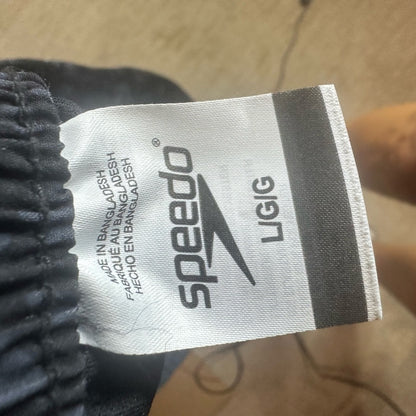 speedo®
L/G/G
MADE IN BANGLADESH
FABRIQUÉ AU BANGLADESH
HECHO EN BANGLADESH